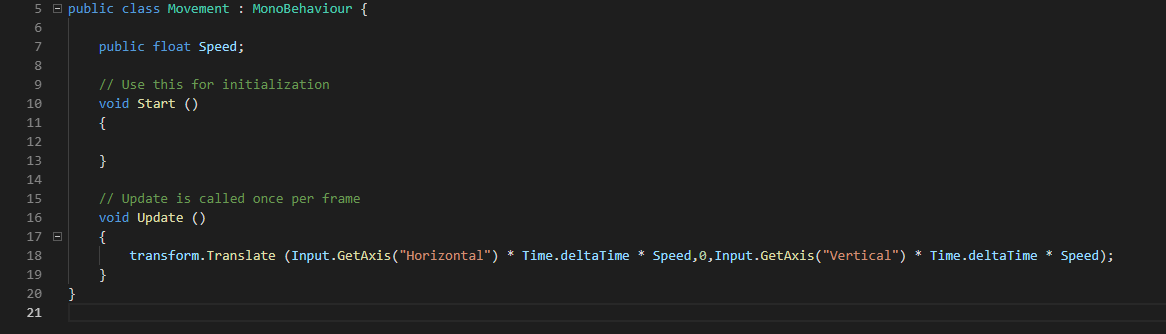 5 public class Movement : MonoBehaviour {
6
7     public float Speed;
8
9     // Use this for initialization
10     void Start ()
11     {
12
13     }
14
15     // Update is called once per frame
16     void Update ()
17     {
18         transform.Translate (Input.GetAxis("Horizontal") * Time.deltaTime * Speed,0,Input.GetAxis("Vertical") * Time.deltaTime * Speed);
19     }
20 }
21